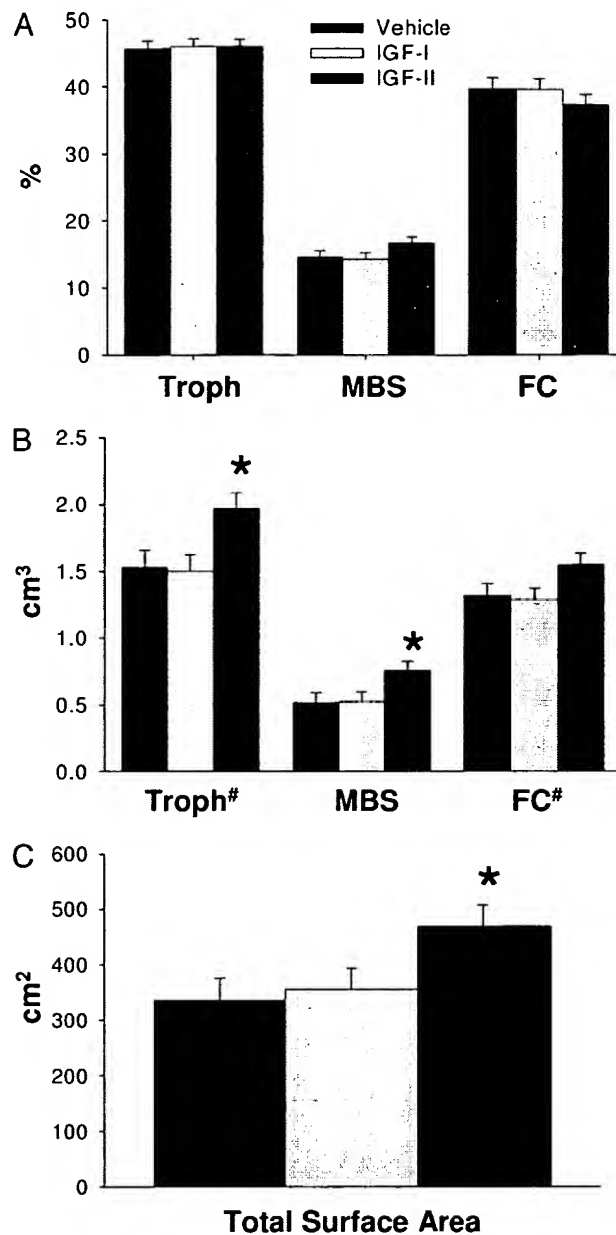 A
50
40
30
20
10
0
%
Vehicle
IGF-I
IGF-II
Troph MBS FC
B
2.5
2.0
1.5
1.0
0.5
0.0
cm³
* *
Troph# MBS FC#
C
600
500
400
300
200
100
0
cm²
*
Total Surface Area